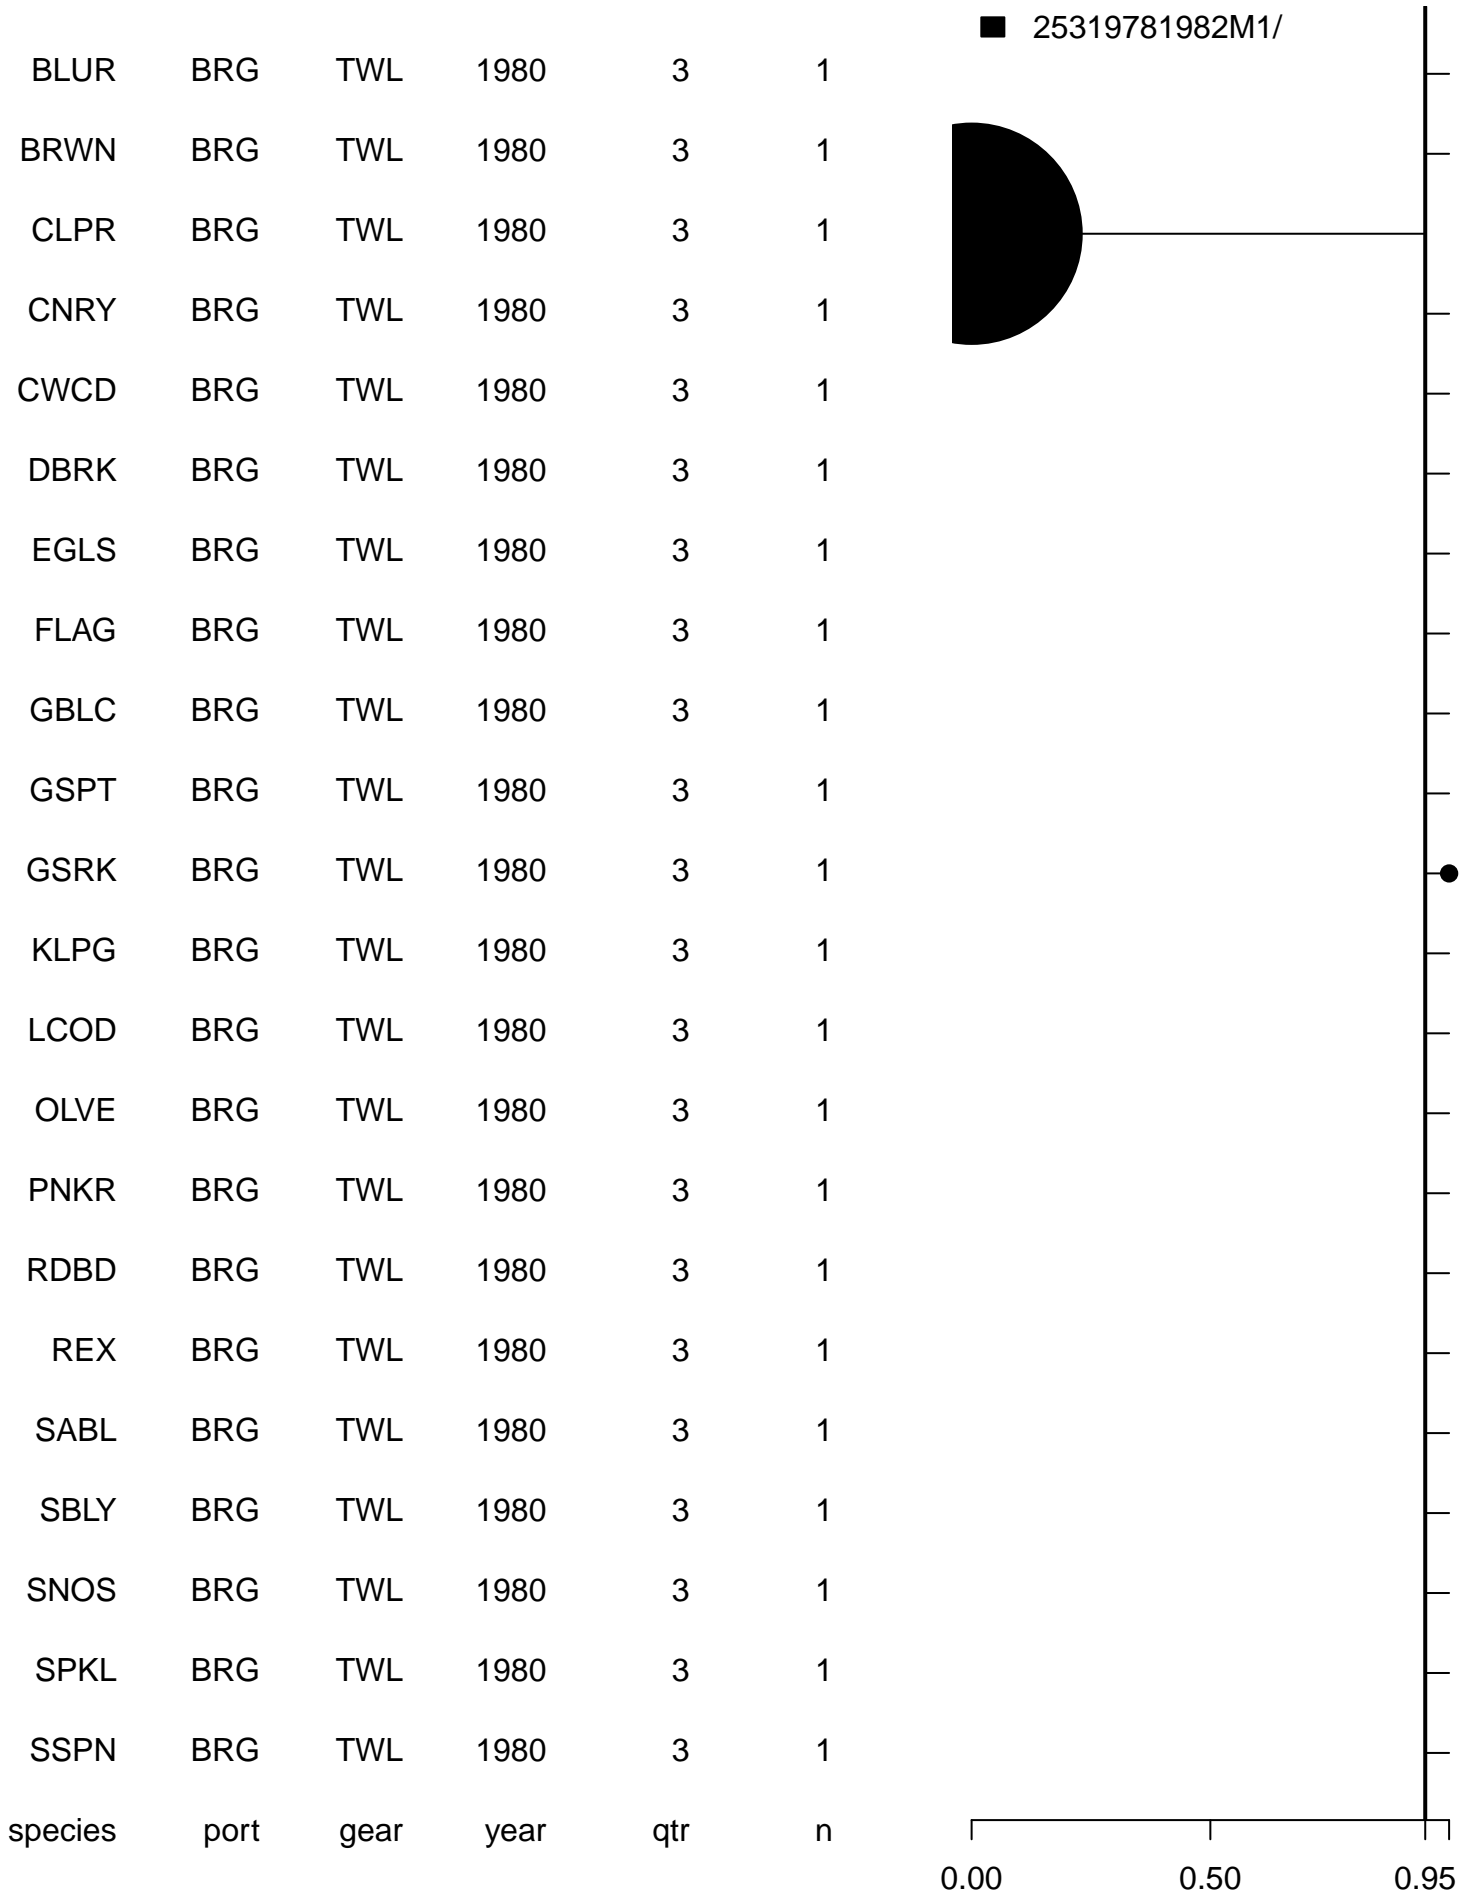 25319781982M1/
BLUR BRG TWL 1980 3 1
BRWN BRG TWL 1980 3 1
CLPR BRG TWL 1980 3 1
CNRY BRG TWL 1980 3 1
CWCD BRG TWL 1980 3 1
DBRK BRG TWL 1980 3 1
EGLS BRG TWL 1980 3 1
FLAG BRG TWL 1980 3 1
GBLC BRG TWL 1980 3 1
GSPT BRG TWL 1980 3 1
GSRK BRG TWL 1980 3 1
KLPG BRG TWL 1980 3 1
LCOD BRG TWL 1980 3 1
OLVE BRG TWL 1980 3 1
PNKR BRG TWL 1980 3 1
RDBD BRG TWL 1980 3 1
REX BRG TWL 1980 3 1
SABL BRG TWL 1980 3 1
SBLY BRG TWL 1980 3 1
SNOS BRG TWL 1980 3 1
SPKL BRG TWL 1980 3 1
SSPN BRG TWL 1980 3 1
species port gear year qtr n
0.00 0.50 0.95